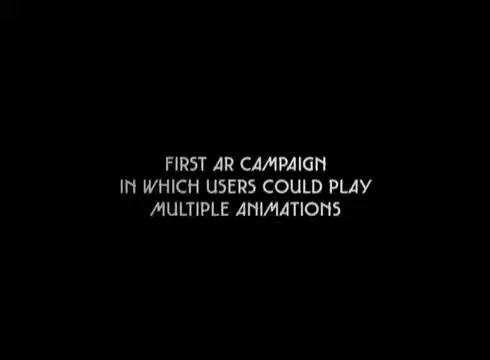 FIRST AR CAMPAIGN
IN WHICH USERS COULD PLAY
MULTIPLE ANIMATIONS